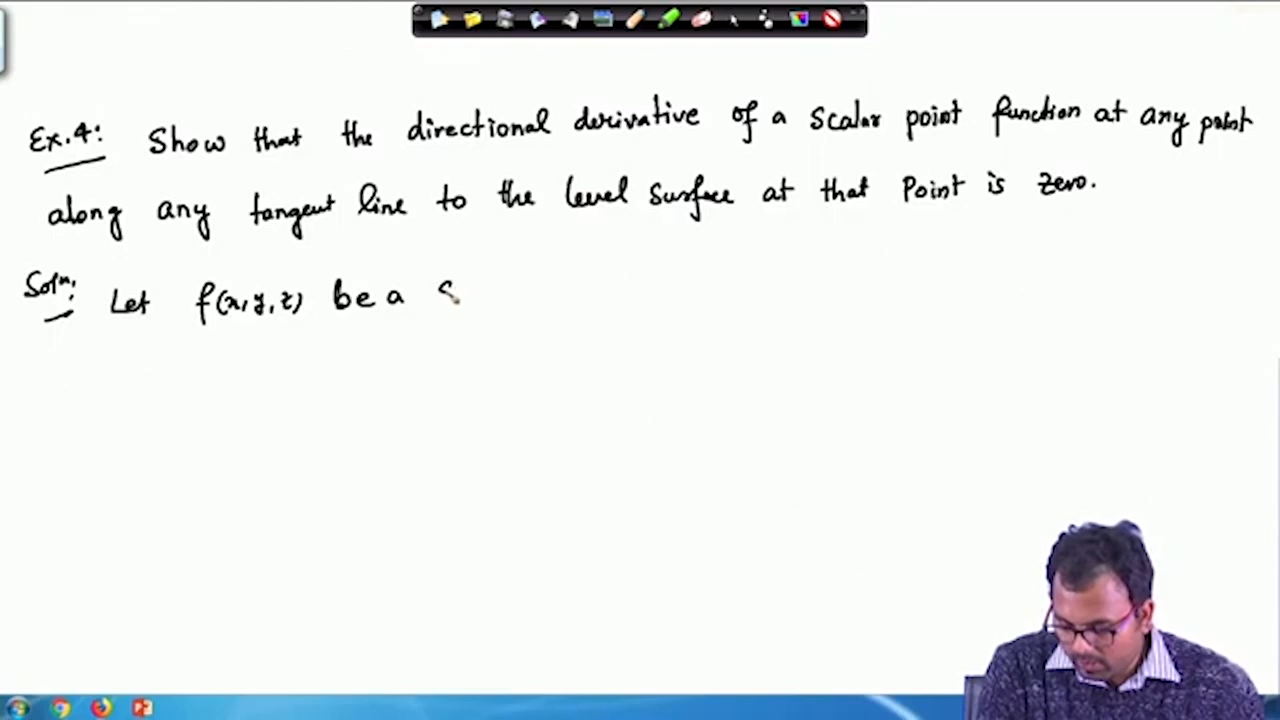 Ex.4: Show that the directional derivative of a scalar point function at any point
along any tangent line to the level surface at that point is zero.
Soln: Let f(x,y,z) be a S